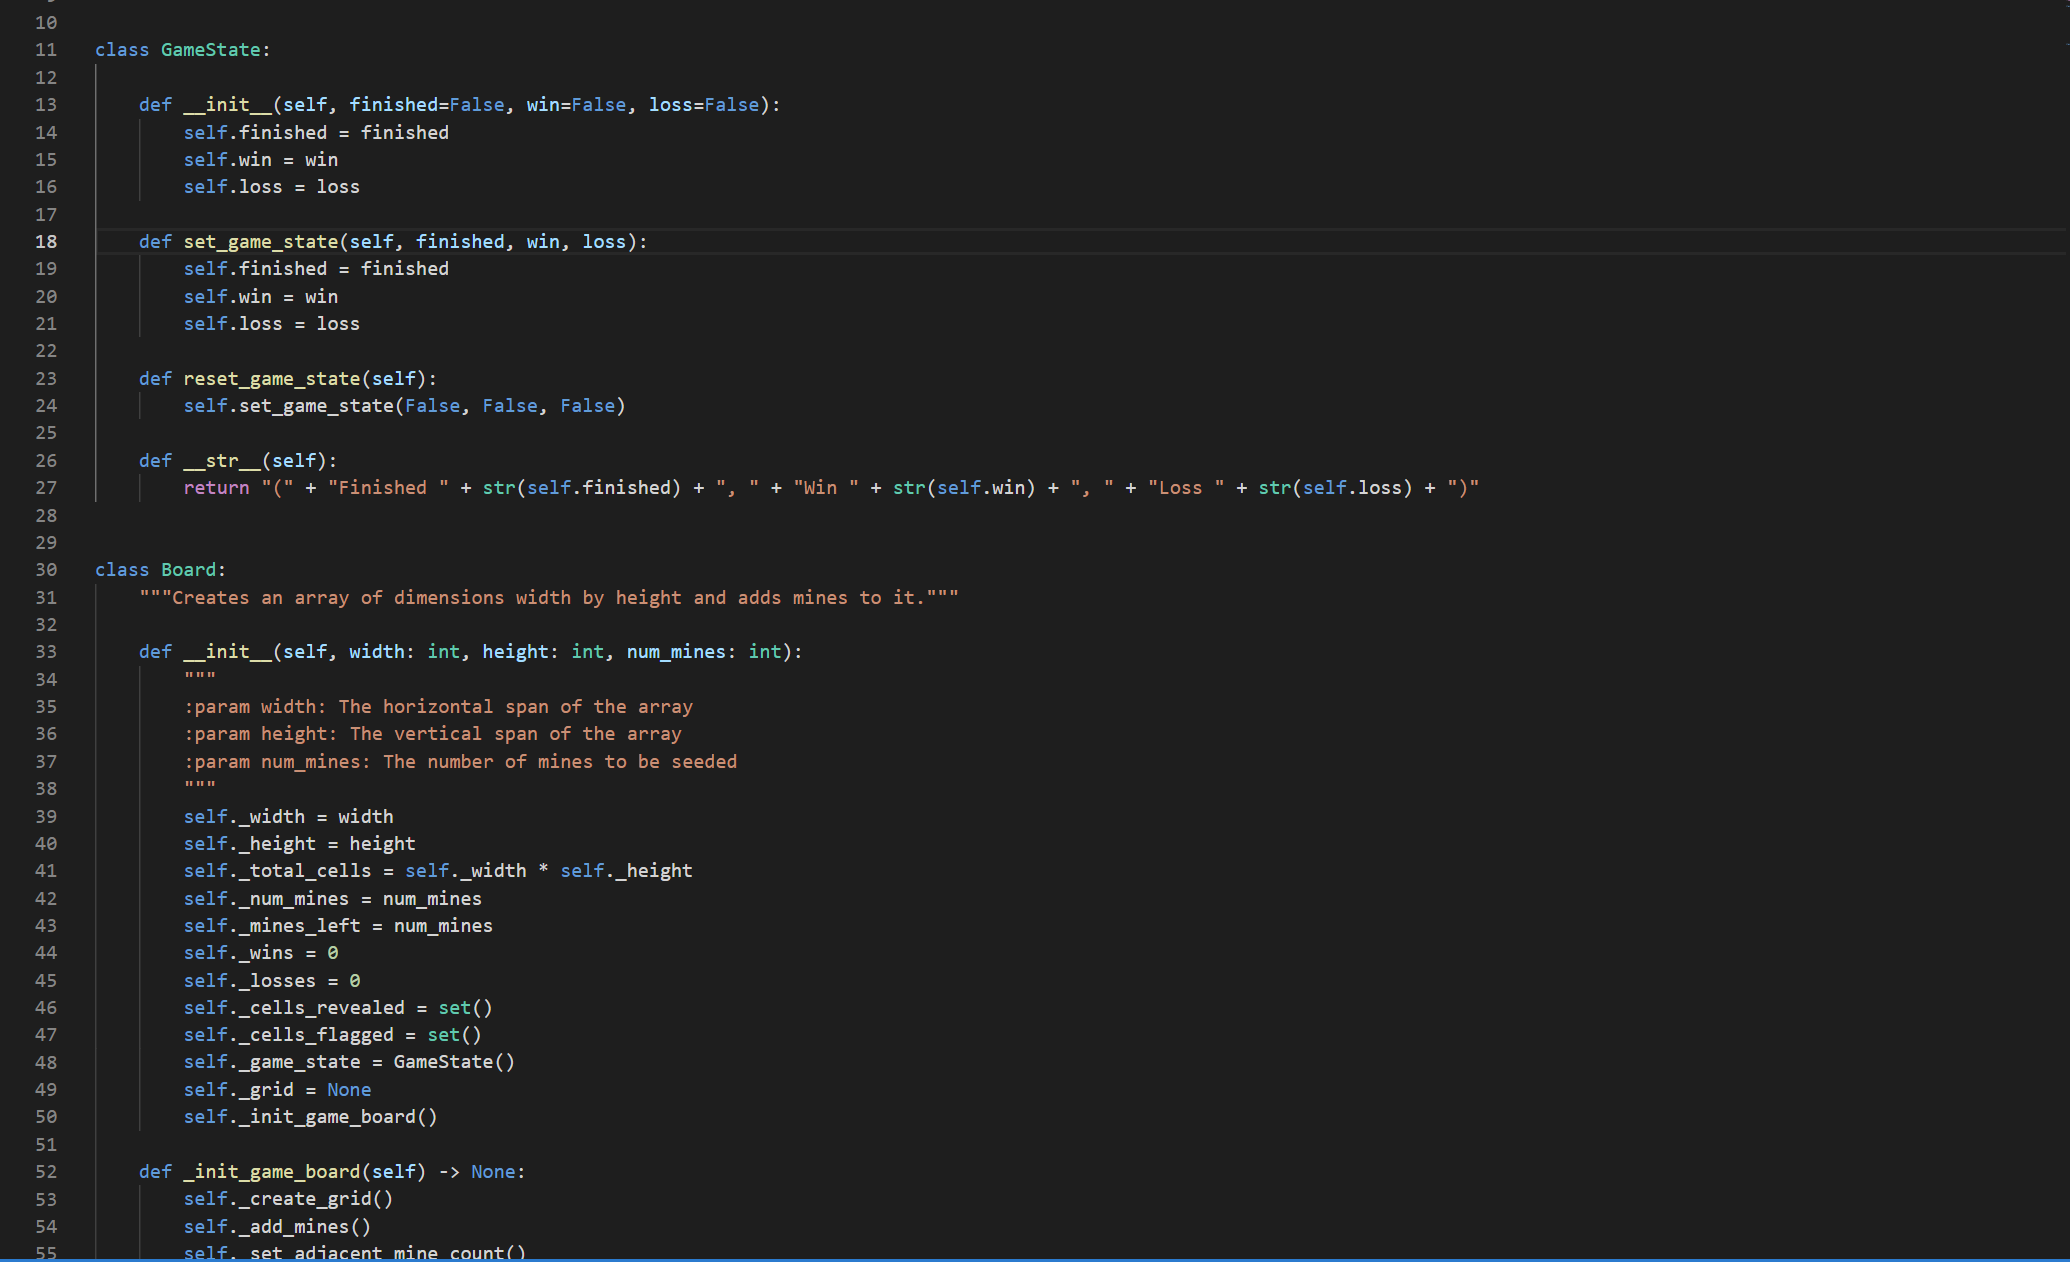 10
11 class GameState:
12
13     def __init__(self, finished=False, win=False, loss=False):
14         self.finished = finished
15         self.win = win
16         self.loss = loss
17
18     def set_game_state(self, finished, win, loss):
19         self.finished = finished
20         self.win = win
21         self.loss = loss
22
23     def reset_game_state(self):
24         self.set_game_state(False, False, False)
25
26     def __str__(self):
27         return "(" + "Finished " + str(self.finished) + ", " + "Win " + str(self.win) + ", " + "Loss " + str(self.loss) + ")"
28
29
30 class Board:
31     """Creates an array of dimensions width by height and adds mines to it."""
32
33     def __init__(self, width: int, height: int, num_mines: int):
34         """
35         :param width: The horizontal span of the array
36         :param height: The vertical span of the array
37         :param num_mines: The number of mines to be seeded
38         """
39         self._width = width
40         self._height = height
41         self._total_cells = self._width * self._height
42         self._num_mines = num_mines
43         self._mines_left = num_mines
44         self._wins = 0
45         self._losses = 0
46         self._cells_revealed = set()
47         self._cells_flagged = set()
48         self._game_state = GameState()
49         self._grid = None
50         self._init_game_board()
51
52     def _init_game_board(self) -> None:
53         self._create_grid()
54         self._add_mines()
55         self._set_adjacent_mine_count()